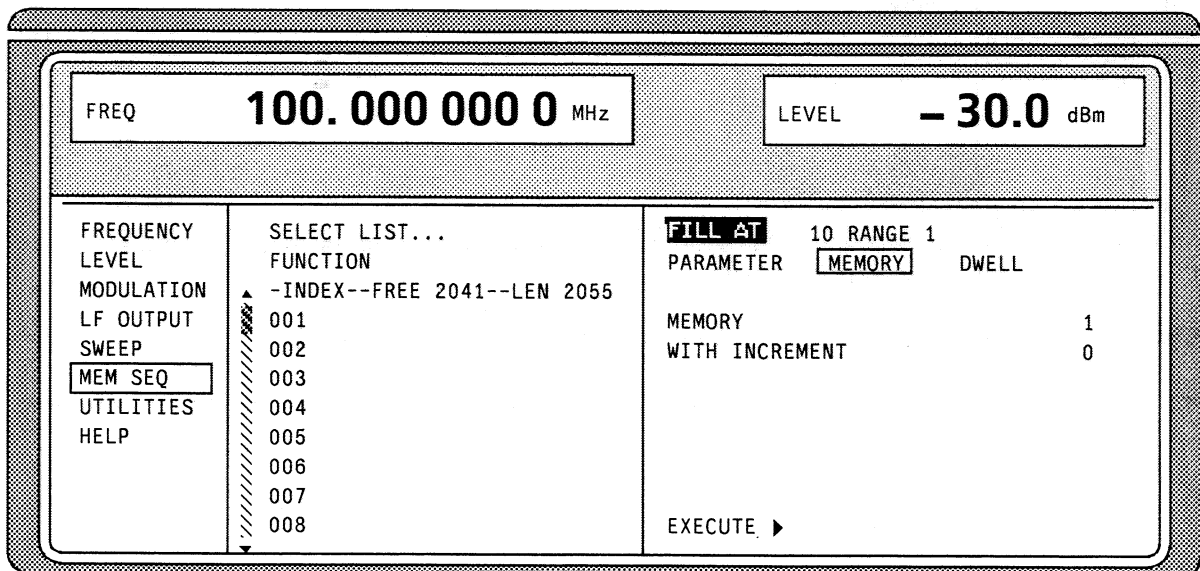 FREQ 100. 000 000 0 MHz
LEVEL – 30.0 dBm
FREQUENCY
LEVEL
MODULATION
LF OUTPUT
SWEEP
MEM SEQ
UTILITIES
HELP
SELECT LIST...
FUNCTION
-INDEX--FREE 2041--LEN 2055
001
002
003
004
005
006
007
008
FILL AT 10 RANGE 1
PARAMETER MEMORY DWELL
MEMORY 1
WITH INCREMENT 0
EXECUTE